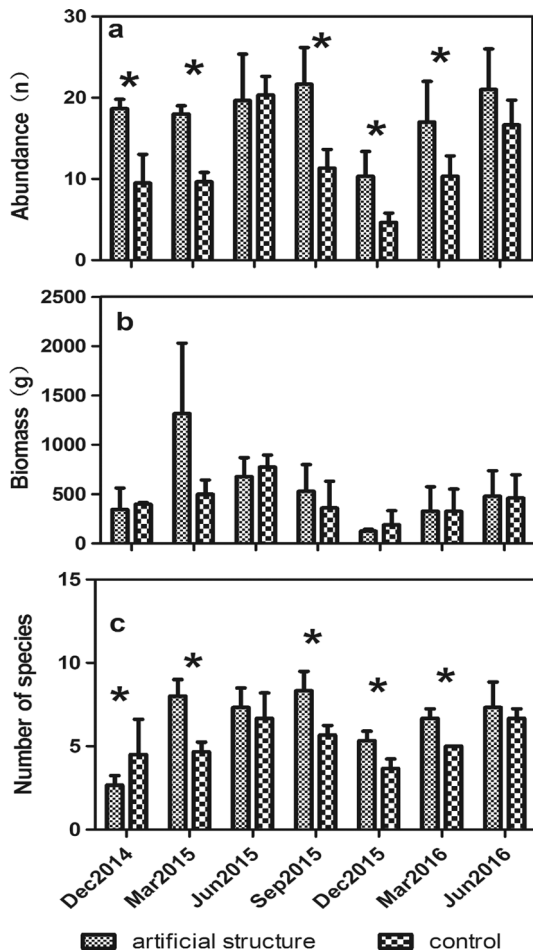 a
Abundance (n)
30
20
10
0
* * * * *
b
Biomass (g)
2500
2000
1500
1000
500
0
c
Number of species
15
10
5
0
* * * * *
Dec2014 Mar2015 Jun2015 Sep2015 Dec2015 Mar2016 Jun2016
artificial structure control